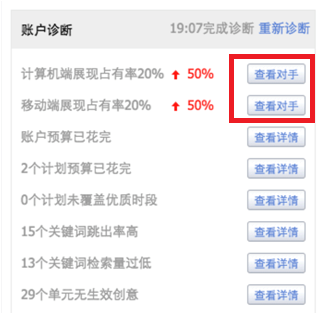 账户诊断 19:07完成诊断 重新诊断
计算机端展现占有率20% 50% 查看对手
移动端展现占有率20% 50% 查看对手
账户预算已花完 查看详情
2个计划预算已花完 查看详情
0个计划未覆盖优质时段 查看详情
15个关键词跳出率高 查看详情
13个关键词检索量过低 查看详情
29个单元无生效创意 查看详情